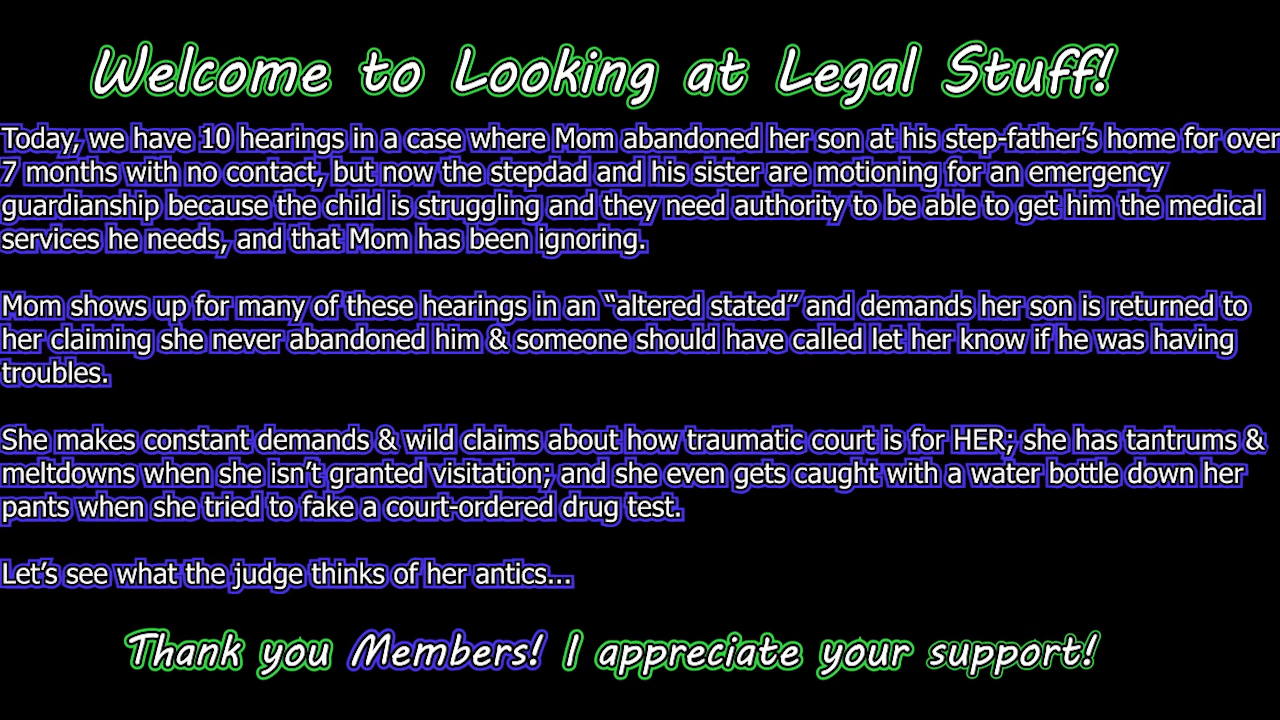 Welcome to Looking at Legal Stuff!
Today, we have 10 hearings in a case where Mom abandoned her son at his step-father’s home for over
7 months with no contact, but now the stepdad and his sister are motioning for an emergency
guardianship because the child is struggling and they need authority to be able to get him the medical
services he needs, and that Mom has been ignoring.
Mom shows up for many of these hearings in an “altered stated” and demands her son is returned to
her claiming she never abandoned him & someone should have called let her know if he was having
troubles.
She makes constant demands & wild claims about how traumatic court is for HER; she has tantrums &
meltdowns when she isn’t granted visitation; and she even gets caught with a water bottle down her
pants when she tried to fake a court-ordered drug test.
Let’s see what the judge thinks of her antics...
Thank you Members! I appreciate your support!